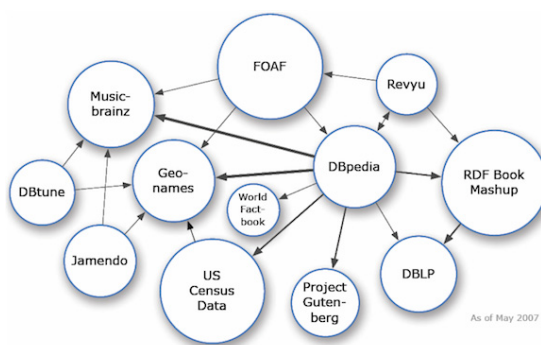 FOAF
Music-
brainz
Revyu
DBpedia
RDF Book
Mashup
Geo-
names
DBtune
World
Fact-
book
Jamendo
US
Census
Data
Project
Guten-
berg
DBLP
As of May 2007